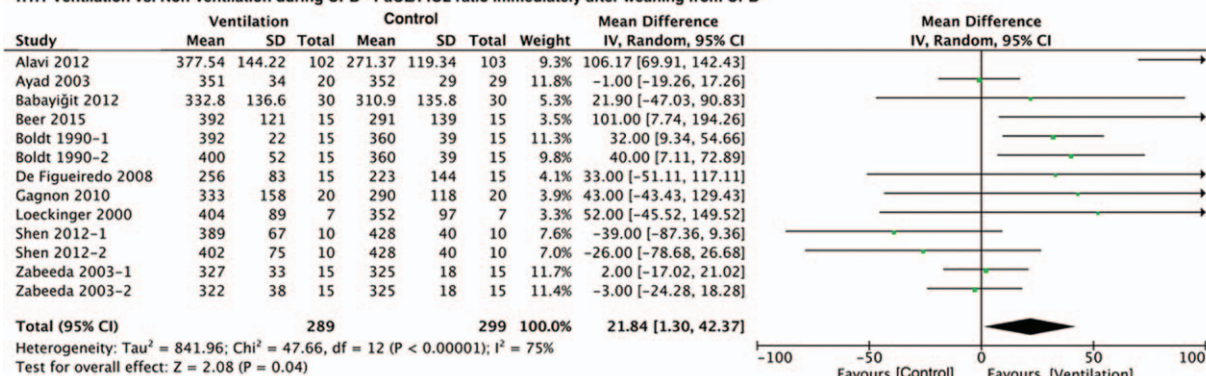 Ventilation Control Mean Difference Mean Difference
Study Mean SD Total Mean SD Total Weight IV, Random, 95% CI IV, Random, 95% CI
Alavi 2012 377.54 144.22 102 271.37 119.34 103 9.3% 106.17 [69.91, 142.43]
Ayad 2003 351 34 20 352 29 29 11.8% -1.00 [-19.26, 17.26]
Babayiğit 2012 332.8 136.6 30 310.9 135.8 30 5.3% 21.90 [-47.03, 90.83]
Beer 2015 392 121 15 291 139 15 3.5% 101.00 [7.74, 194.26]
Boldt 1990-1 392 22 15 360 39 15 11.3% 32.00 [9.34, 54.66]
Boldt 1990-2 400 52 15 360 39 15 9.8% 40.00 [7.11, 72.89]
De Figueiredo 2008 256 83 15 223 144 15 4.1% 33.00 [-51.11, 117.11]
Gagnon 2010 333 158 20 290 118 20 4.0% 43.00 [-43.43, 129.43]
Loeckinger 2000 404 89 7 352 97 7 3.3% 52.00 [-45.52, 149.52]
Shen 2012-1 389 67 10 428 40 10 7.6% -39.00 [-87.36, 9.36]
Shen 2012-2 402 75 10 428 40 10 7.0% -26.00 [-78.68, 26.68]
Zabeeda 2003-1 327 33 15 325 18 15 11.7% 2.00 [-17.02, 21.02]
Zabeeda 2003-2 322 38 15 325 18 15 11.4% -3.00 [-24.28, 18.28]
Total (95% CI) 289 299 100.0% 21.84 [1.30, 42.37]
Heterogeneity: Tau² = 841.96; Chi² = 47.66, df = 12 (P < 0.00001); I² = 75%
Test for overall effect: Z = 2.08 (P = 0.04)
-100 -50 0 50 100
Favours [Control] Favours [Ventilation]